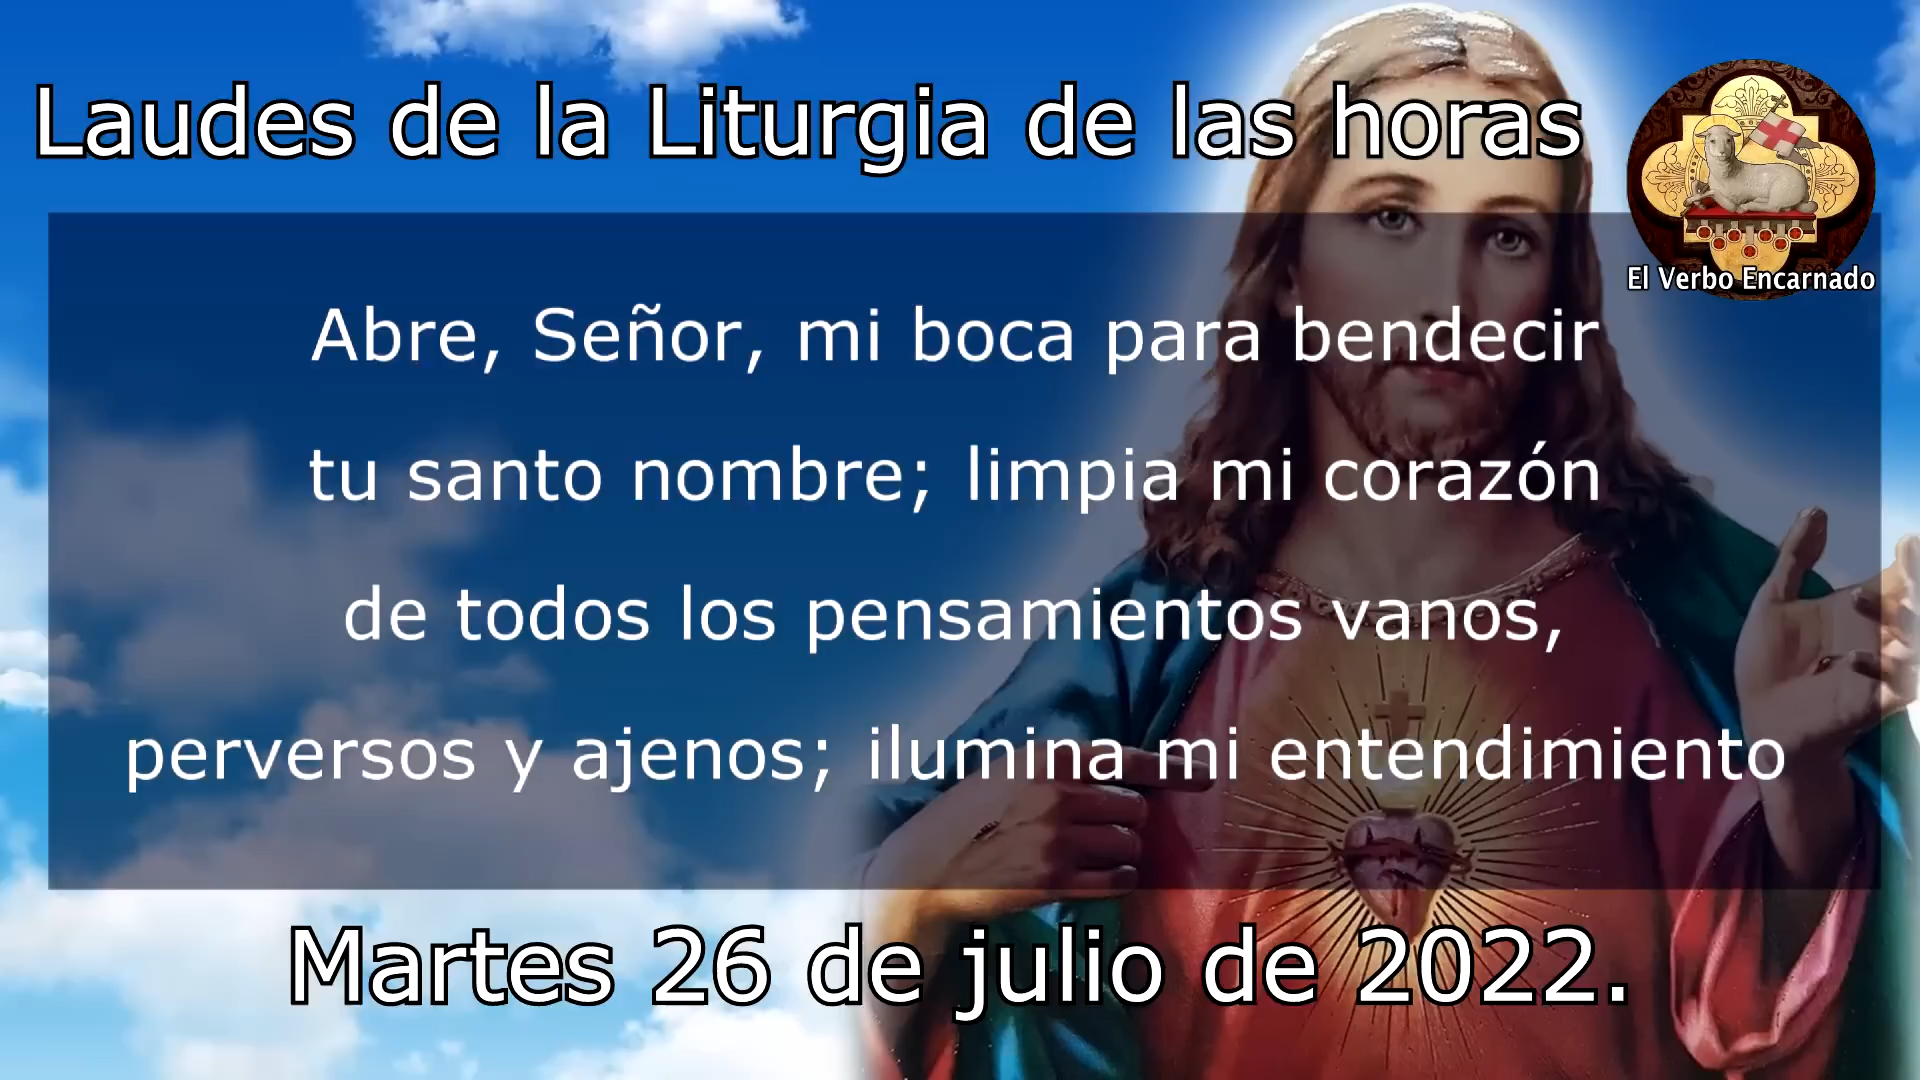 Laudes de la Liturgia de las horas
El Verbo Encarnado
Abre, Señor, mi boca para bendecir
tu santo nombre; limpia mi corazón
de todos los pensamientos vanos,
perversos y ajenos; ilumina mi entendimiento
Martes 26 de julio de 2022.